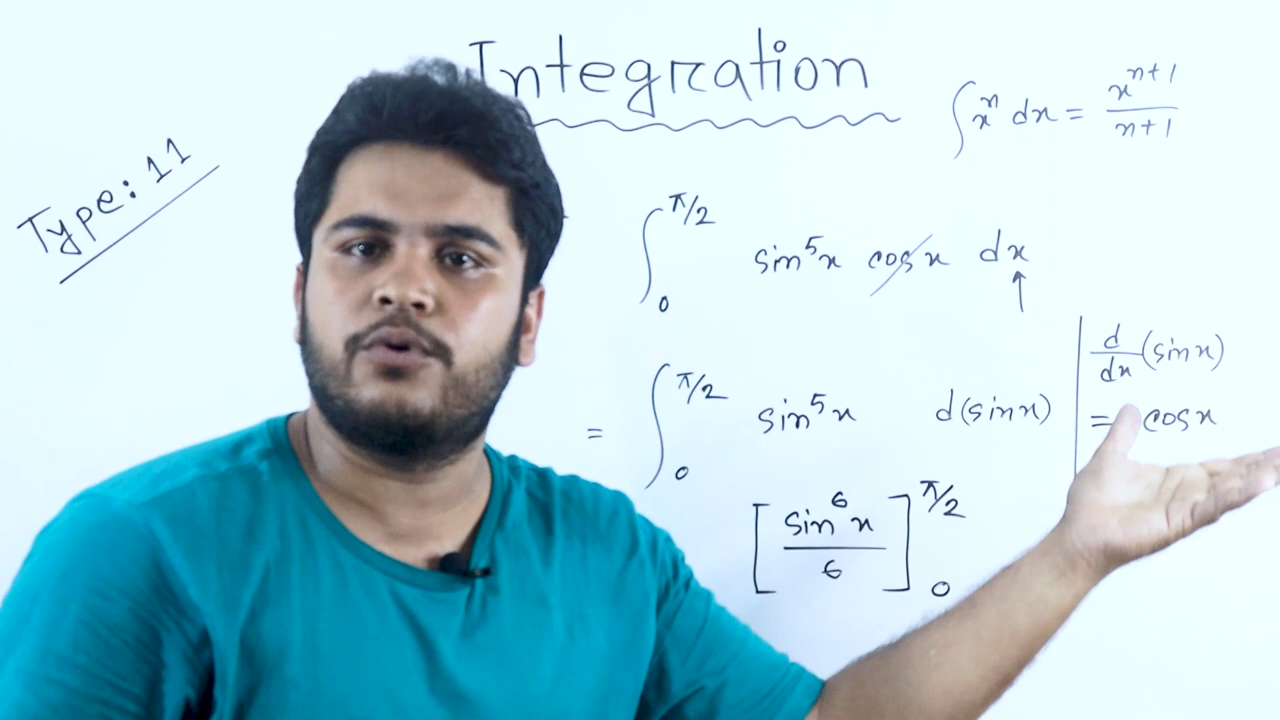 Integration
∫ xⁿ dx = xⁿ⁺¹/n+1
Type: 11
∫₀^π/2 sin⁵x cosx dx
↑
= ∫₀^π/2 sin⁵x d(sinx)
d/dx (sinx)
= cosx
[sin⁶x/6]₀^π/2